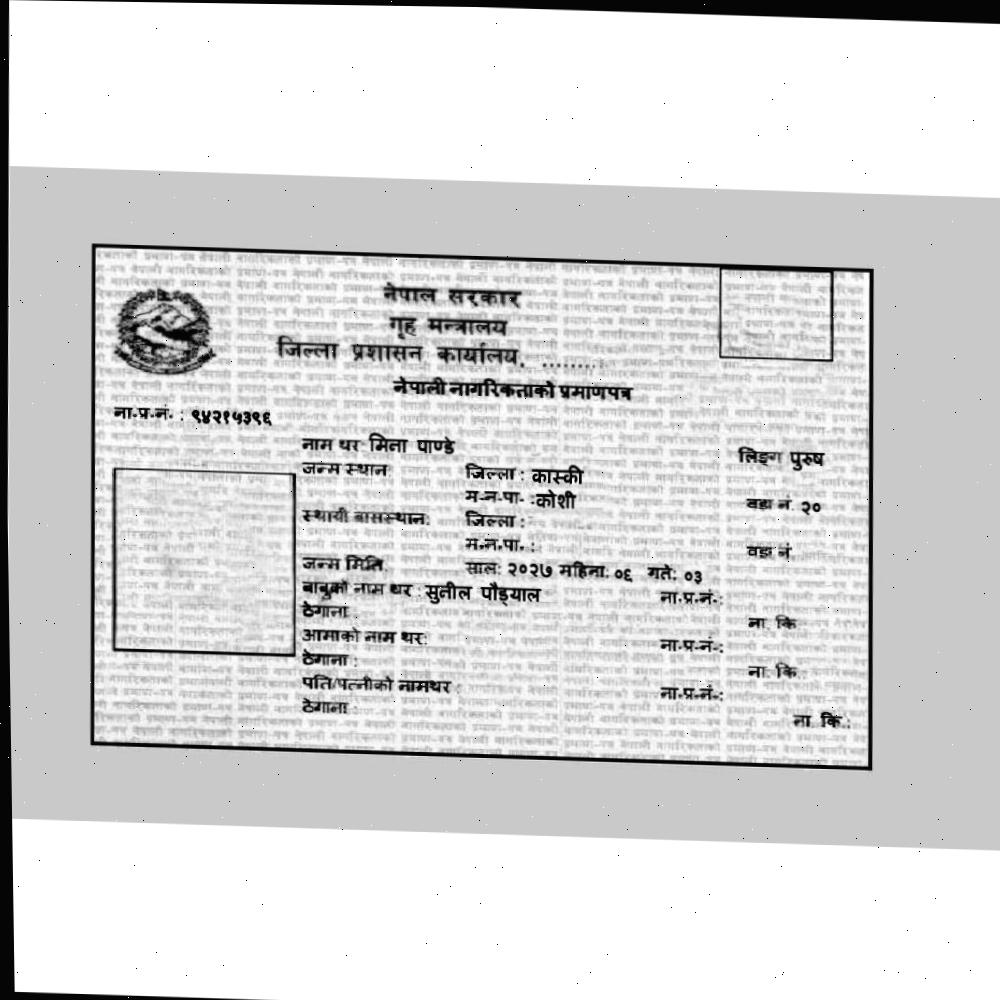 नेपाल सरकार
गृह मन्त्रालय
जिल्ला प्रशासन कार्यालय, ........
नेपाली नागरिकताको प्रमाणपत्र
ना.प्र.नं. : ९४२१५३९६
नाम थर मिना पाण्डे लिङ्ग पुरुष
जन्म स्थान: जिल्ला : कास्की
म.न.पा. :कोशी वडा नं. २०
स्थायी बासस्थान: जिल्ला :
म.न.पा. : वडा नं.
जन्म मिति: साल: २०२७ महिना: ०६ गते: ०३
बाबुको नाम थर : सुनील पौड्याल ना.प्र.नं.:
ठेगाना : ना. कि.:
आमाको नाम थर: ना.प्र.नं.:
ठेगाना : ना. कि.:
पति/पत्नीको नामथर : ना.प्र.नं.:
ठेगाना : ना. कि.: